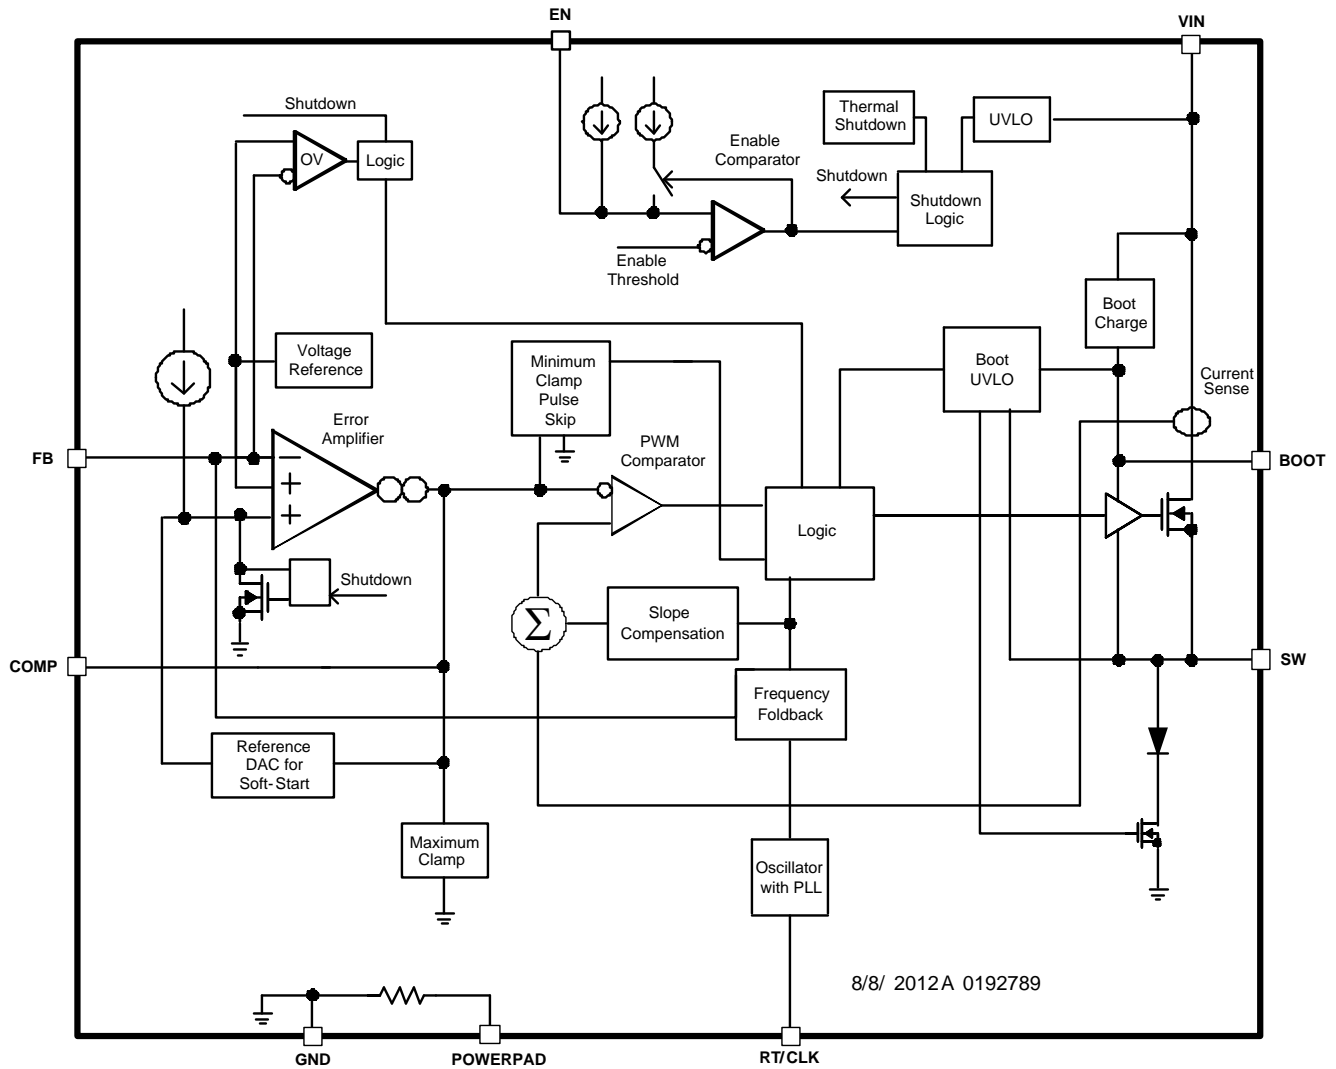 EN
VIN
Shutdown
OV
Logic
Thermal
Shutdown
UVLO
Enable
Comparator
Shutdown
Shutdown
Logic
Enable
Threshold
Boot
Charge
Voltage
Reference
Minimum
Clamp
Pulse
Skip
Boot
UVLO
Current
Sense
Error
Amplifier
PWM
Comparator
FB
BOOT
−
+
+
Logic
Shutdown
Σ
Slope
Compensation
COMP
SW
Frequency
Foldback
Reference
DAC for
Soft-Start
Maximum
Clamp
Oscillator
with PLL
8/8/ 2012A 0192789
GND
POWERPAD
RT/CLK